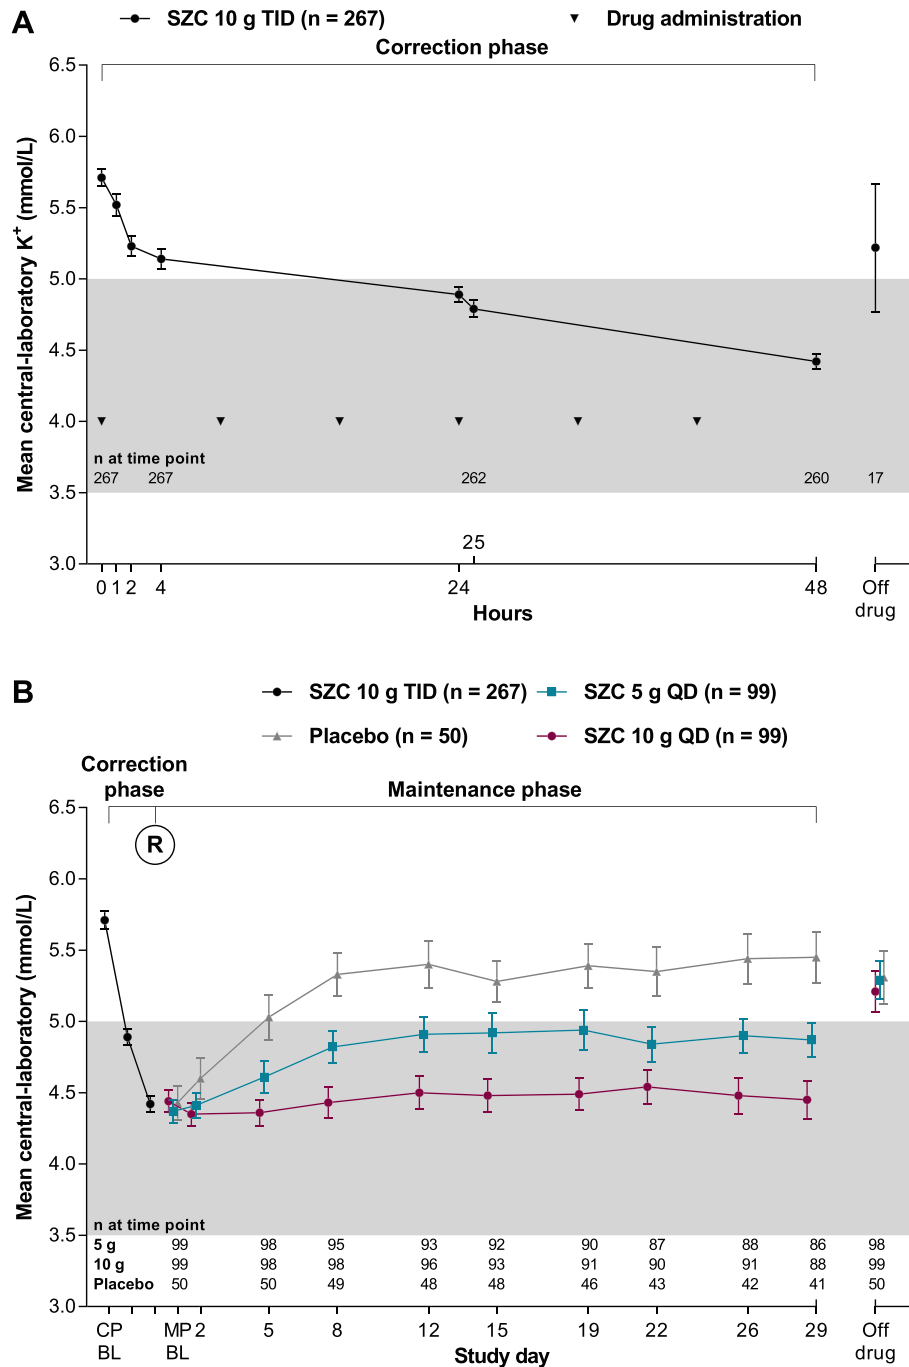 A
SZC 10 g TID (n = 267)
Drug administration
Correction phase
Mean central-laboratory K+ (mmol/L)
6.5
6.0
5.5
5.0
4.5
4.0
3.5
3.0
n at time point
267 267 262 260 17
25
0 1 2 4 24 48 Off drug
Hours
B
SZC 10 g TID (n = 267)
SZC 5 g QD (n = 99)
Placebo (n = 50)
SZC 10 g QD (n = 99)
Correction phase
Maintenance phase
R
Mean central-laboratory (mmol/L)
6.5
6.0
5.5
5.0
4.5
4.0
3.5
3.0
n at time point
5 g 99 98 95 93 92 90 87 88 86 98
10 g 99 98 98 96 93 91 90 91 88 99
Placebo 50 50 49 48 48 46 43 42 41 50
CP BL MP BL 2 5 8 12 15 19 22 26 29 Off drug
Study day